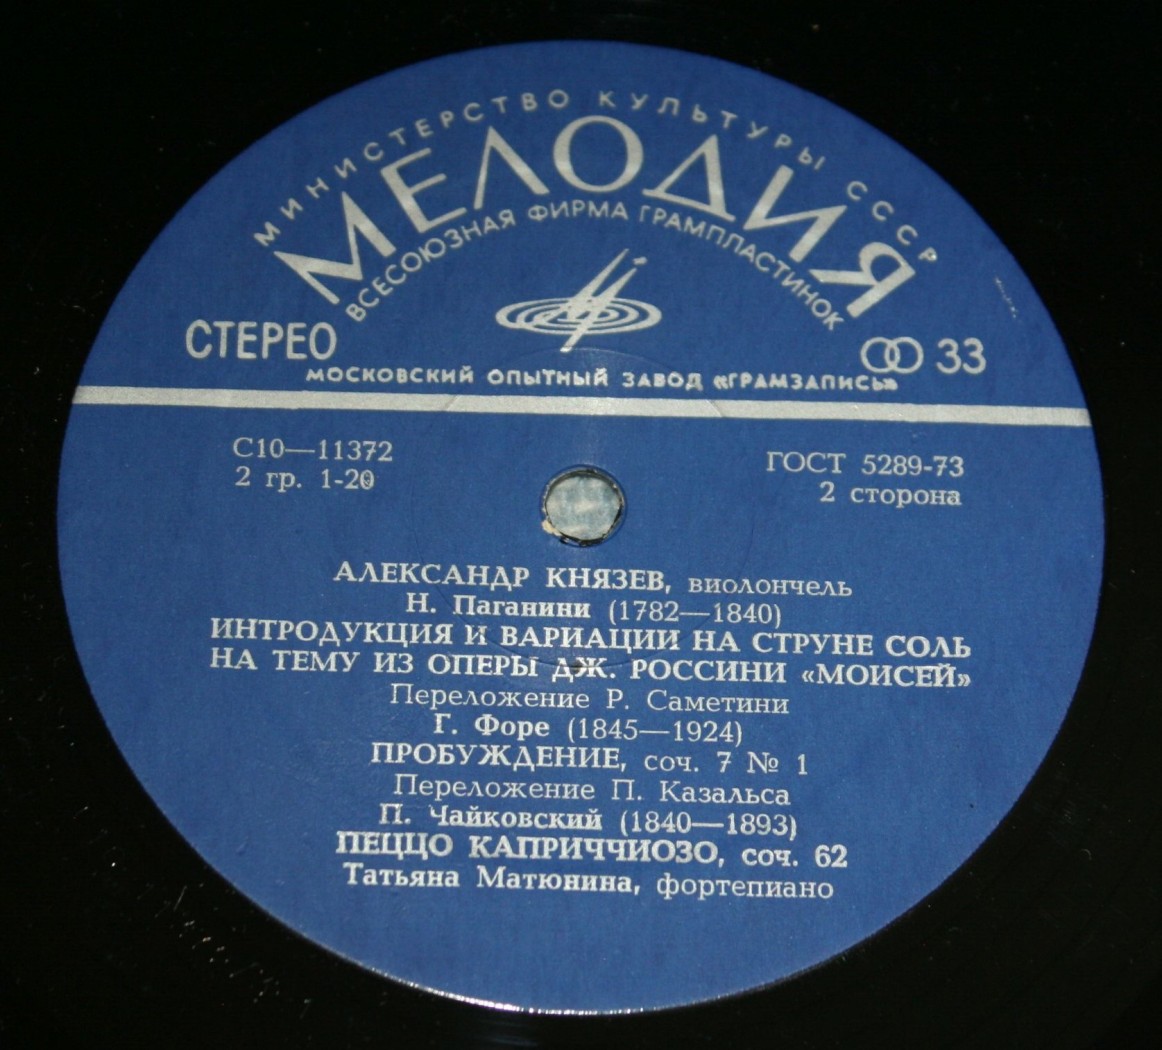 МИНИСТЕРСТВО КУЛЬТУРЫ СССР
МЕЛОДИЯ
ВСЕСОЮЗНАЯ ФИРМА ГРАМПЛАСТИНОК
СТЕРЕО
33
МОСКОВСКИЙ ОПЫТНЫЙ ЗАВОД «ГРАМЗАПИСЬ»
С10—11372
ГОСТ 5289-73
2 гр. 1-20
2 сторона
АЛЕКСАНДР КНЯЗЕВ, виолончель
Н. Паганини (1782—1840)
ИНТРОДУКЦИЯ И ВАРИАЦИИ НА СТРУНЕ СОЛЬ
НА ТЕМУ ИЗ ОПЕРЫ ДЖ. РОССИНИ «МОИСЕЙ»
Переложение Р. Саметини
Г. Форе (1845—1924)
ПРОБУЖДЕНИЕ, соч. 7 № 1
Переложение П. Казальса
П. Чайковский (1840—1893)
ПЕЦЦО КАПРИЧЧИОЗО, соч. 62
Татьяна Матюнина, фортепиано